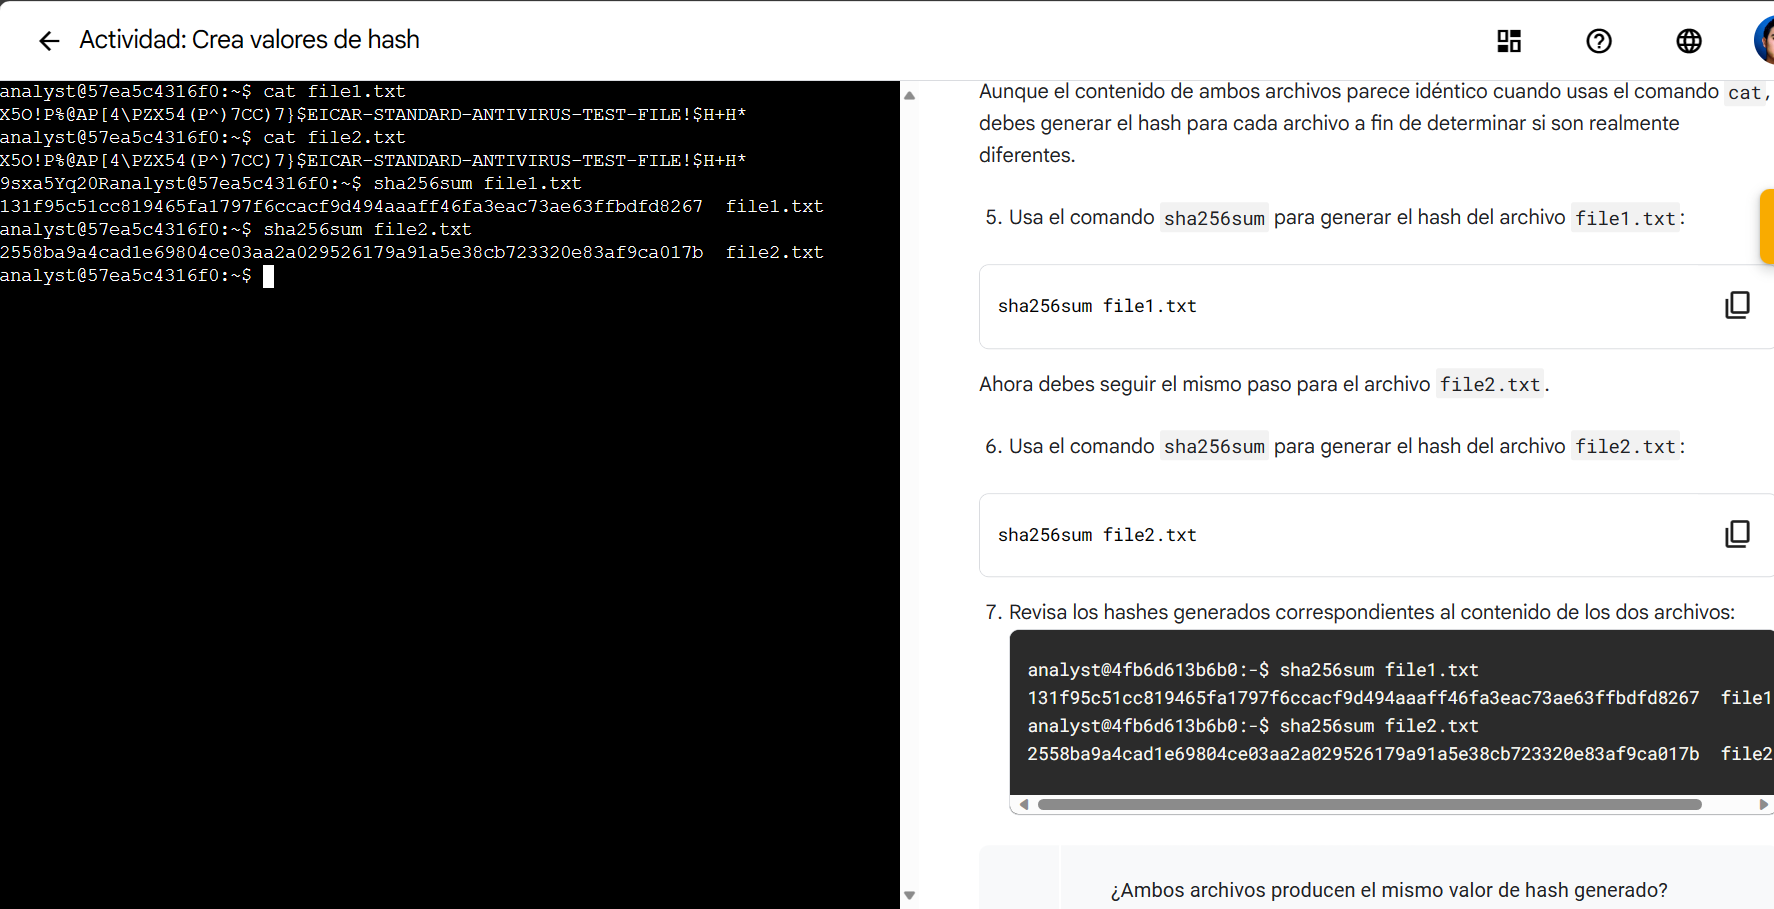 Actividad: Crea valores de hash
analyst@57ea5c4316f0:~$ cat file1.txt
X5O!P%@AP[4\PZX54(P^)7CC)7}$EICAR-STANDARD-ANTIVIRUS-TEST-FILE!$H+H*
analyst@57ea5c4316f0:~$ cat file2.txt
X5O!P%@AP[4\PZX54(P^)7CC)7}$EICAR-STANDARD-ANTIVIRUS-TEST-FILE!$H+H*
9sxa5Yq20Ranalyst@57ea5c4316f0:~$ sha256sum file1.txt
131f95c51cc819465fa1797f6ccacf9d494aaaff46fa3eac73ae63ffbdfd8267  file1.txt
analyst@57ea5c4316f0:~$ sha256sum file2.txt
2558ba9a4cad1e69804ce03aa2a029526179a91a5e38cb723320e83af9ca017b  file2.txt
analyst@57ea5c4316f0:~$
Aunque el contenido de ambos archivos parece idéntico cuando usas el comando cat,
debes generar el hash para cada archivo a fin de determinar si son realmente
diferentes.
5. Usa el comando sha256sum para generar el hash del archivo file1.txt:
sha256sum file1.txt
Ahora debes seguir el mismo paso para el archivo file2.txt.
6. Usa el comando sha256sum para generar el hash del archivo file2.txt:
sha256sum file2.txt
7. Revisa los hashes generados correspondientes al contenido de los dos archivos:
analyst@4fb6d613b6b0:-$ sha256sum file1.txt
131f95c51cc819465fa1797f6ccacf9d494aaaff46fa3eac73ae63ffbdfd8267  file1
analyst@4fb6d613b6b0:-$ sha256sum file2.txt
2558ba9a4cad1e69804ce03aa2a029526179a91a5e38cb723320e83af9ca017b  file2
¿Ambos archivos producen el mismo valor de hash generado?